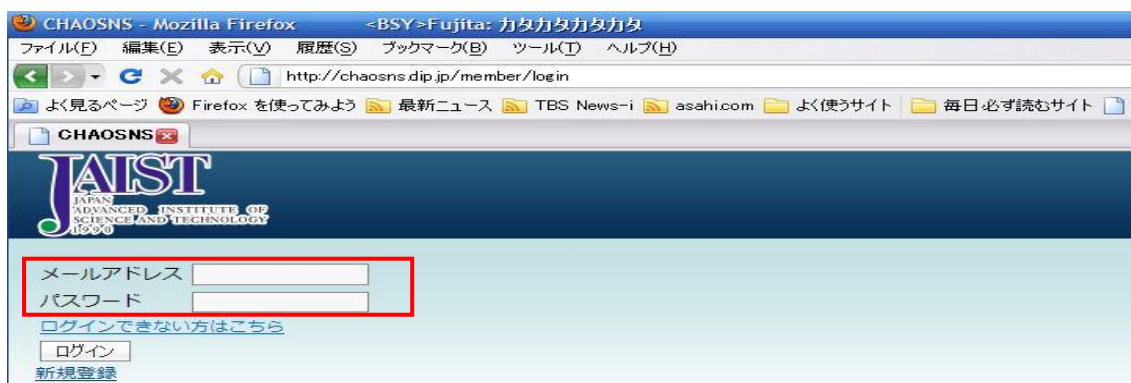 CHAOSNS - Mozilla Firefox <BSY>Fujita: カタカタカタカタ
ファイル(F) 編集(E) 表示(V) 履歴(S) ブックマーク(B) ツール(T) ヘルプ(H)
http://chaosns.dip.jp/member/login
よく見るページ Firefox を使ってみよう 最新ニュース TBS News-i asahi.com よく使うサイト 毎日必ず読むサイト
CHAOSNS
JAIST
JAPAN
ADVANCED INSTITUTE OF
SCIENCE AND TECHNOLOGY
1990
メールアドレス
パスワード
ログインできない方はこちら
ログイン
新規登録